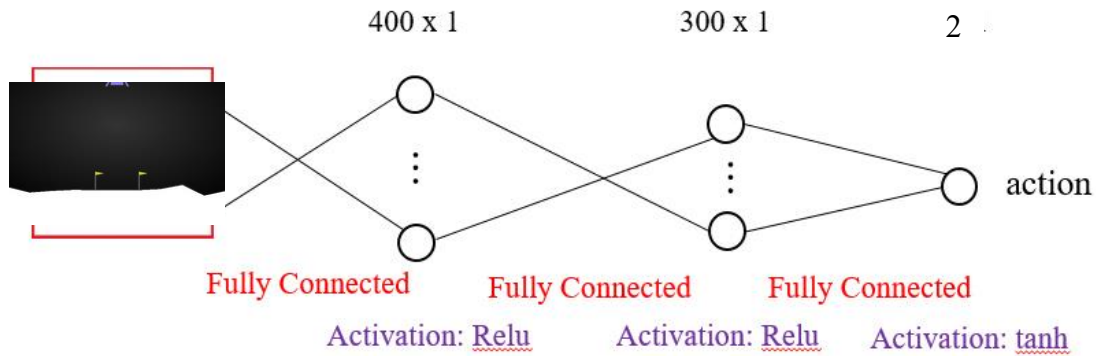 400 x 1
300 x 1
2
action
Fully Connected
Fully Connected
Fully Connected
Activation: Relu
Activation: Relu
Activation: tanh